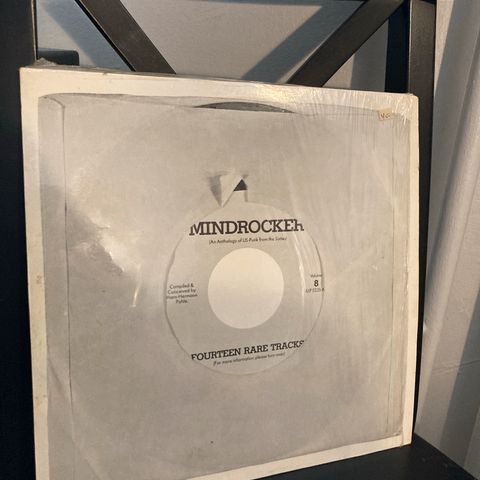 MINDROCKER
(An Anthology of US-Punk from the Sixties)
Compiled &
Conceived by
Hans-Hermann
Pohle.
Volume
8
FOURTEEN RARE TRACKS
(For more information please turn over)